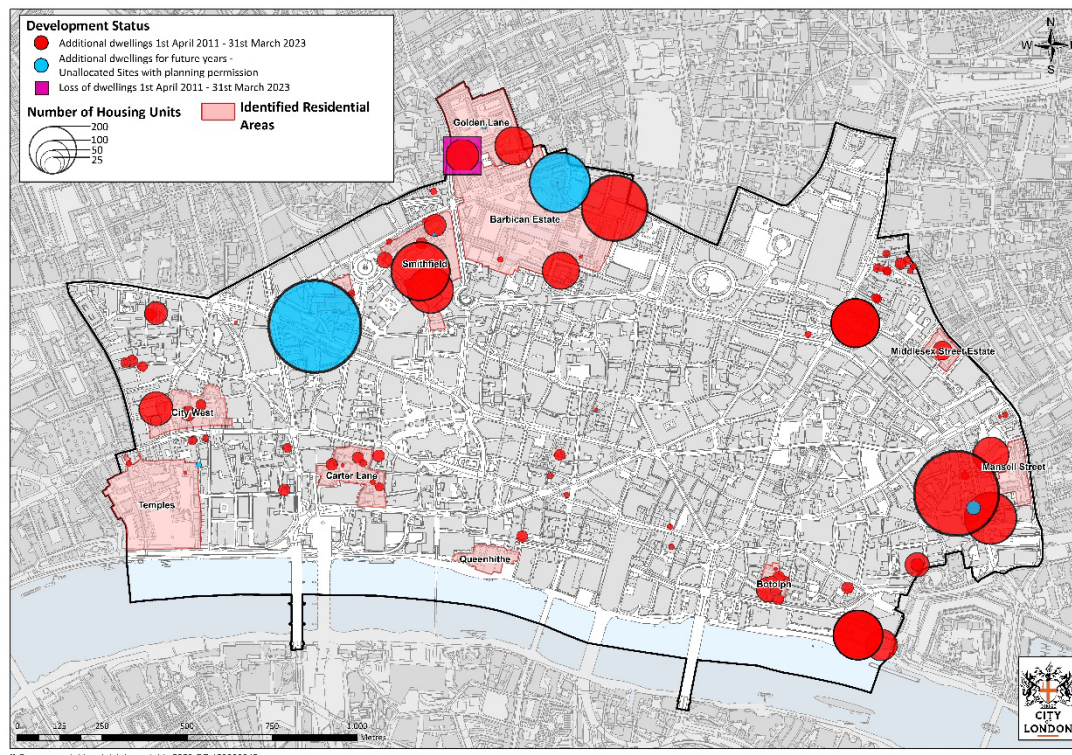 Development Status
Additional dwellings 1st April 2011 - 31st March 2023
Additional dwellings for future years -
Unallocated Sites with planning permission
Loss of dwellings 1st April 2011 - 31st March 2023
Number of Housing Units
200
100
50
25
Identified Residential
Areas
N
W
S
Golden Lane
Barbican Estate
Smithfield
Middlesex Street Estate
City West
Mansell Street
Carter Lane
Temples
Queenhithe
Botolph
0 125 250 500 750 1 000
Metres
CITY
LONDON